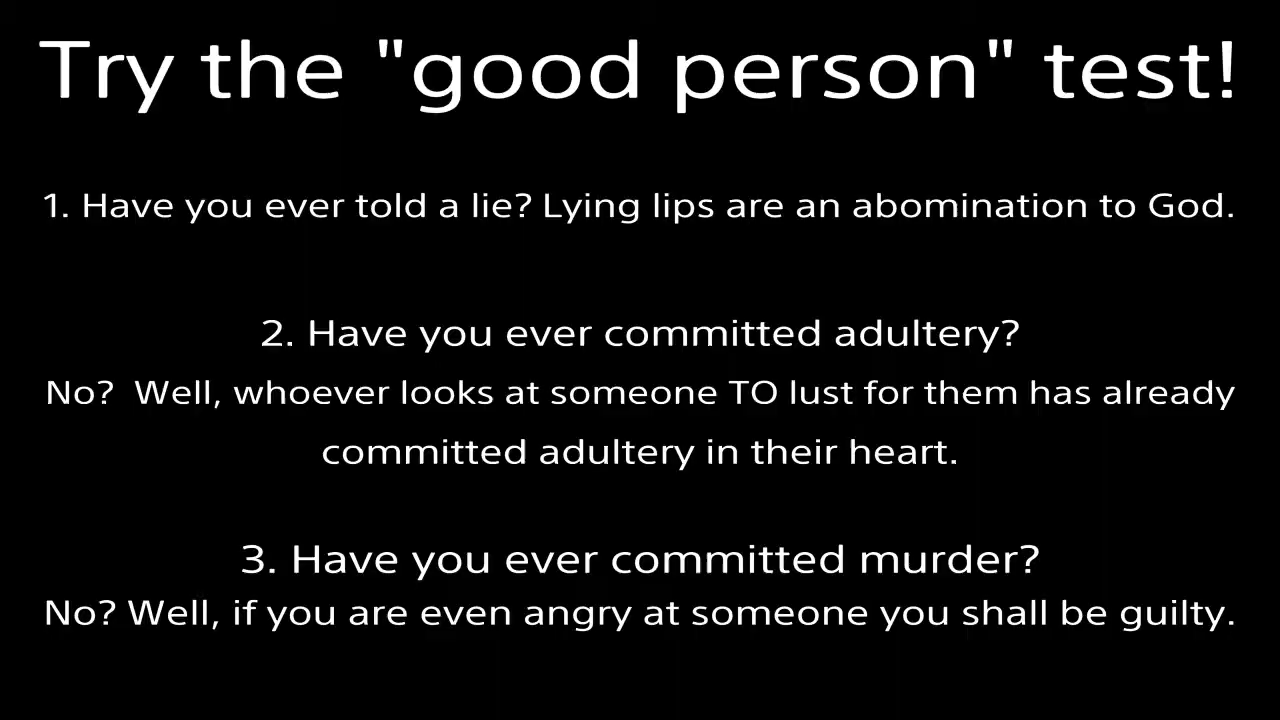 Try the "good person" test!
1. Have you ever told a lie? Lying lips are an abomination to God.
2. Have you ever committed adultery?
No?  Well, whoever looks at someone TO lust for them has already
committed adultery in their heart.
3. Have you ever committed murder?
No? Well, if you are even angry at someone you shall be guilty.